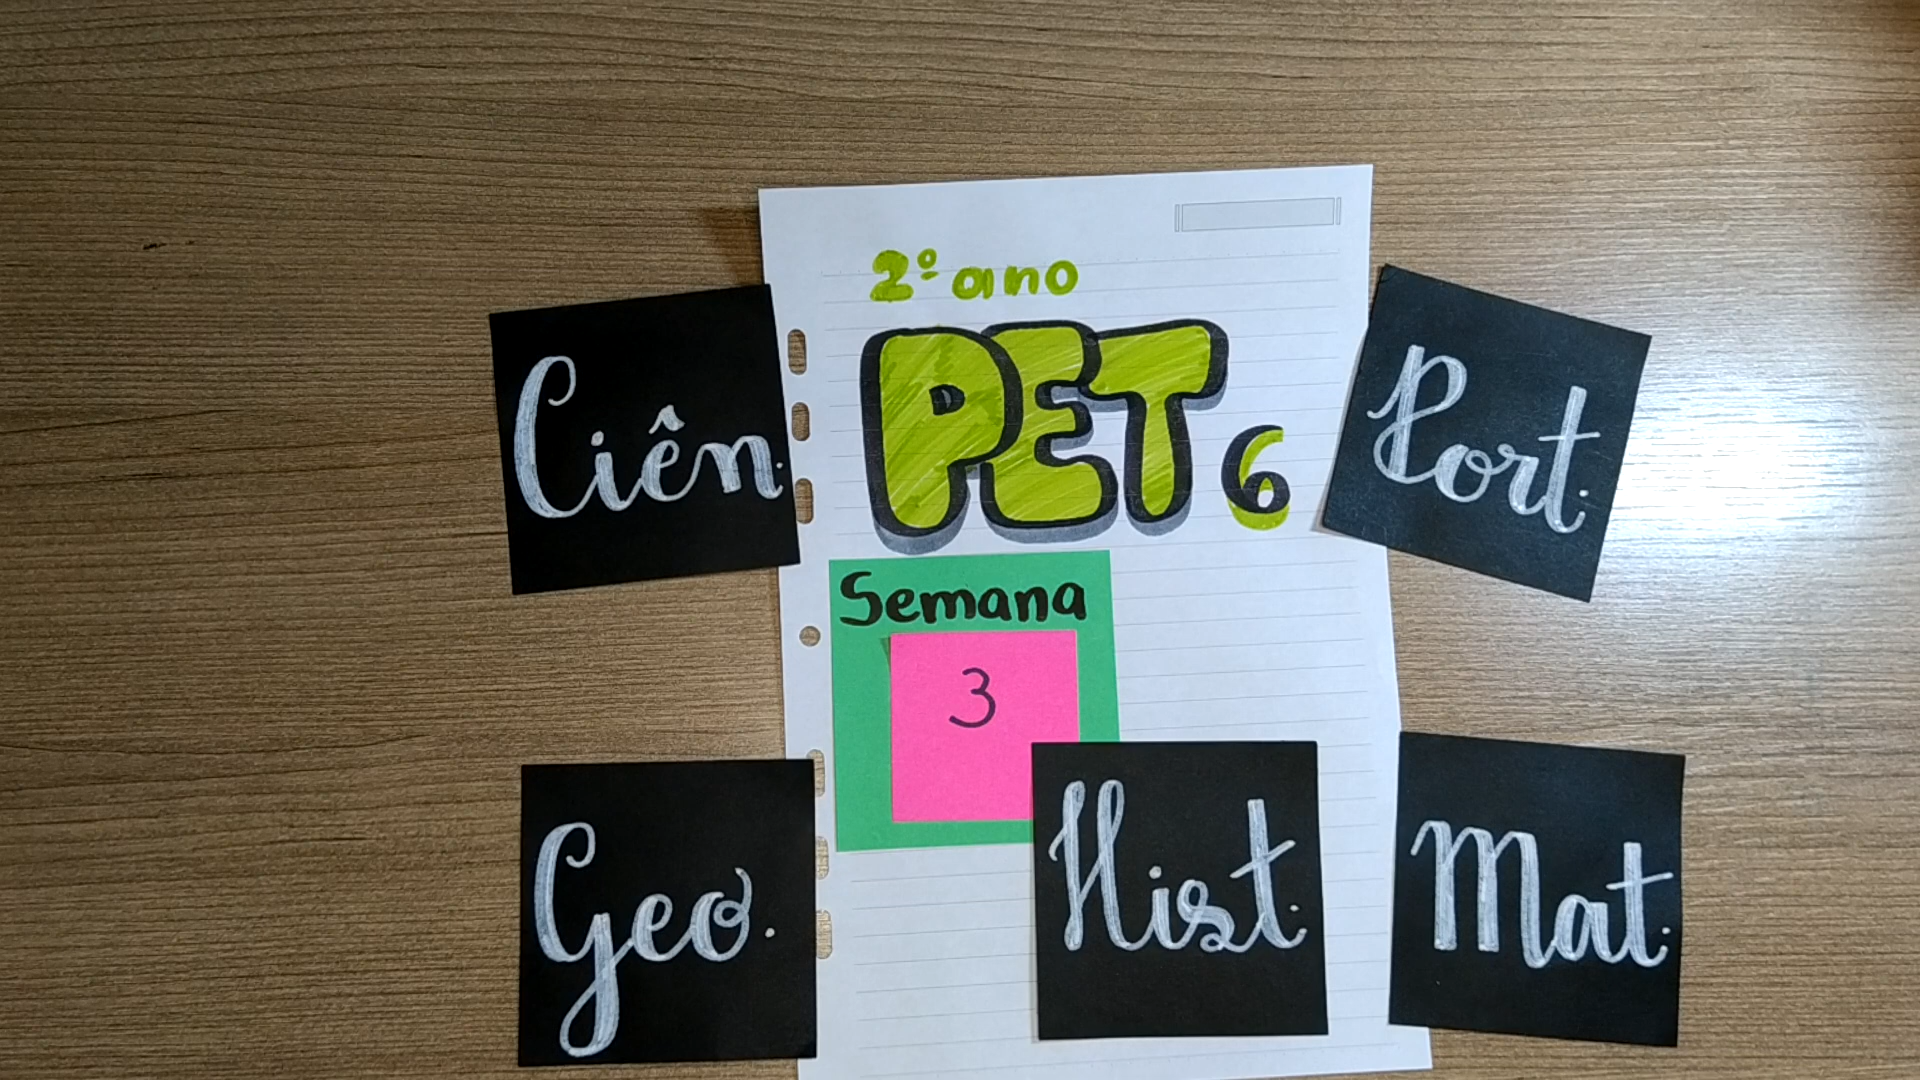 2º ano
PET 6
Ciên.
Port.
Semana
3
Geo.
Hist.
Mat.